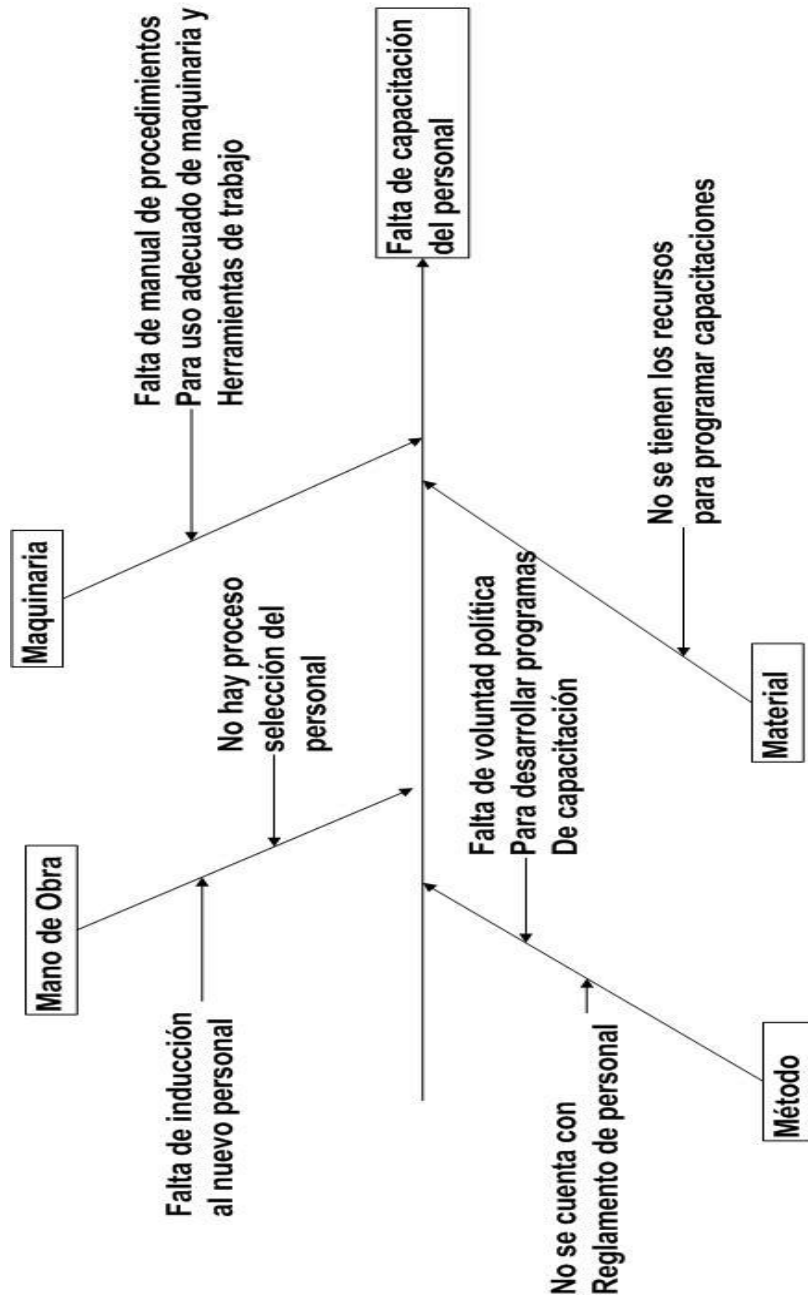 Mano de Obra
Maquinaria
Falta de inducción
al nuevo personal
No hay proceso
selección del
personal
Falta de manual de procedimientos
Para uso adecuado de maquinaria y
Herramientas de trabajo
Falta de capacitación
del personal
No se cuenta con
Reglamento de personal
Falta de voluntad política
Para desarrollar programas
De capacitación
No se tienen los recursos
para programar capacitaciones
Método
Material